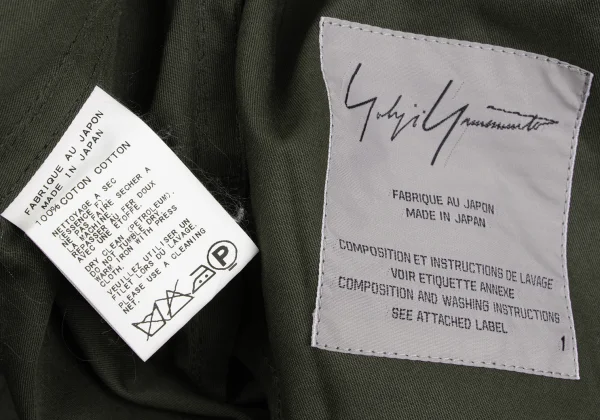 FABRIQUE AU JAPON
MADE IN JAPAN
100% COTON COTTON
NETTOYAGE A
L'ESSENCE A SEC
NE PAS FAIRE SECHER A
LA MACHINE
REPASSER AU FER DOUX
AVEC UNE ETOFFE.
DRY CLEAN (PETROLEUM).
DO NOT TUMBLE DRY.
WARM IRON WITH PRESS
CLOTH.
VEUILLEZ UTILISER UN
FILET LORS DU LAVAGE.
PLEASE USE A CLEANING
NET.
P
Yohji Yamamoto
FABRIQUE AU JAPON
MADE IN JAPAN
COMPOSITION ET INSTRUCTIONS DE LAVAGE
VOIR ETIQUETTE ANNEXE
COMPOSITION AND WASHING INSTRUCTIONS
SEE ATTACHED LABEL
1